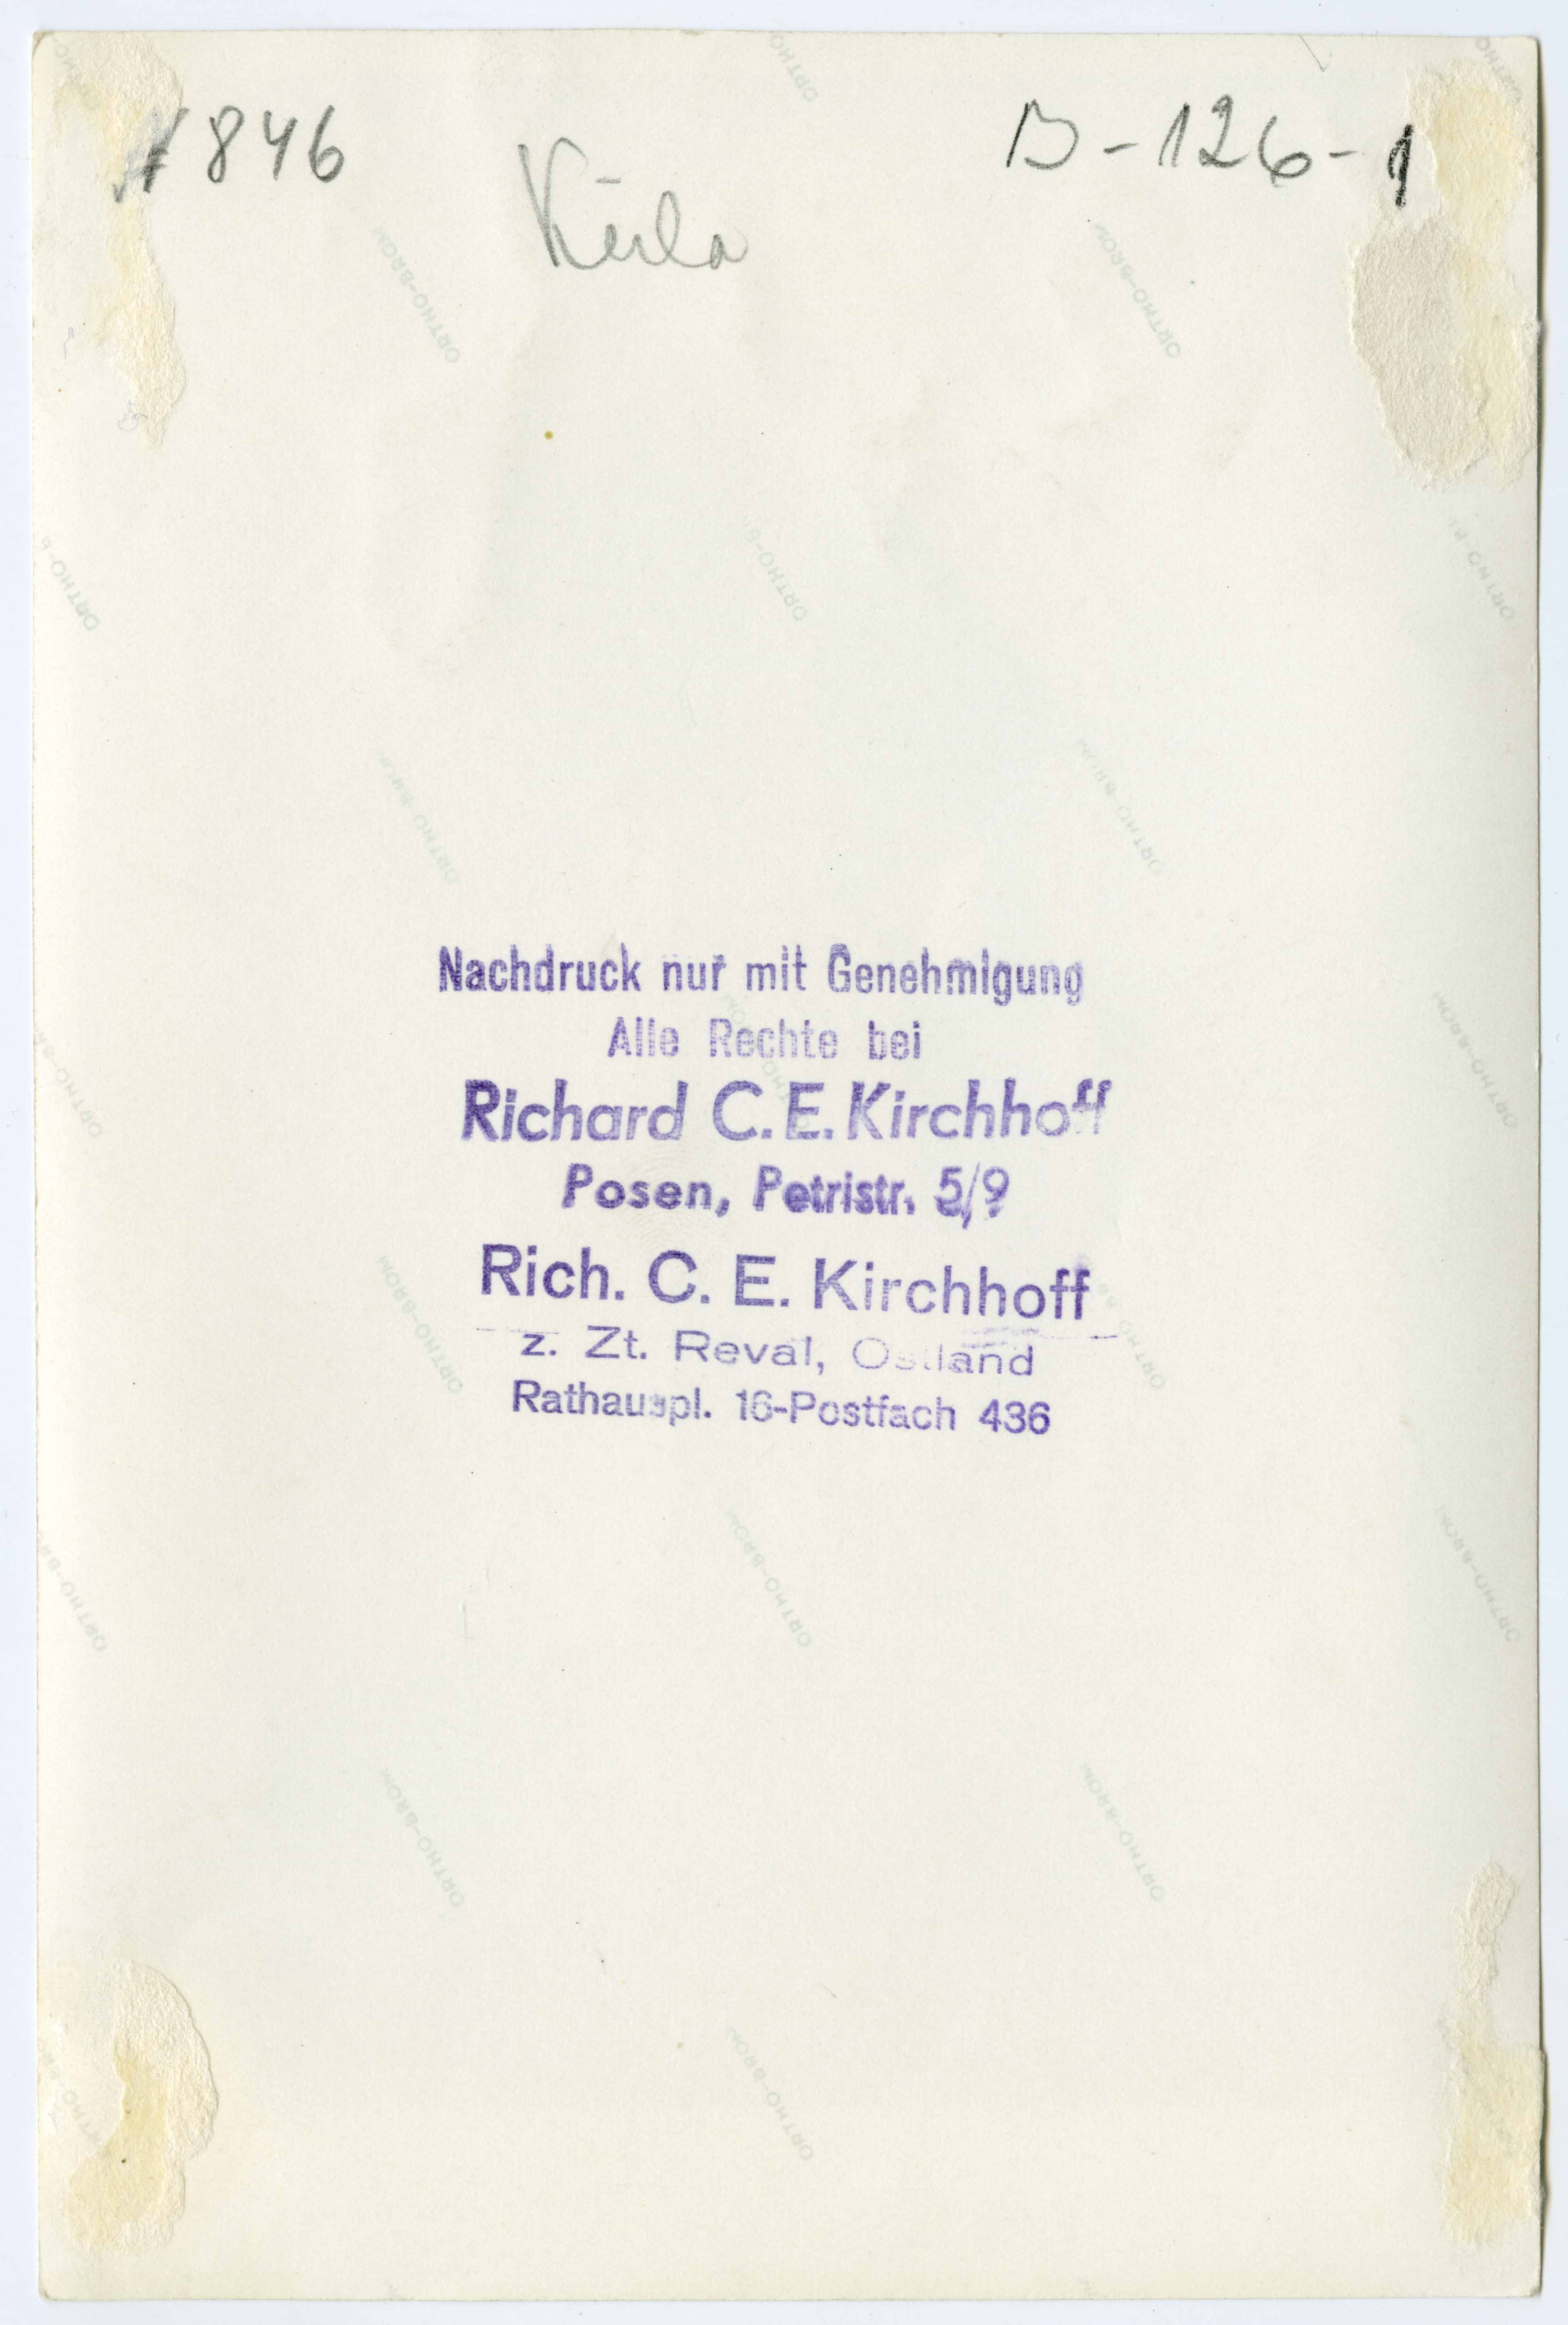 # 846
B-126-1
Kärla
Nachdruck nur mit Genehmigung
Alle Rechte bei
Richard C. E. Kirchhoff
Posen, Petristr. 5/9
Rich. C. E. Kirchhoff
z. Zt. Reval, Ostland
Rathauspl. 16-Postfach 436